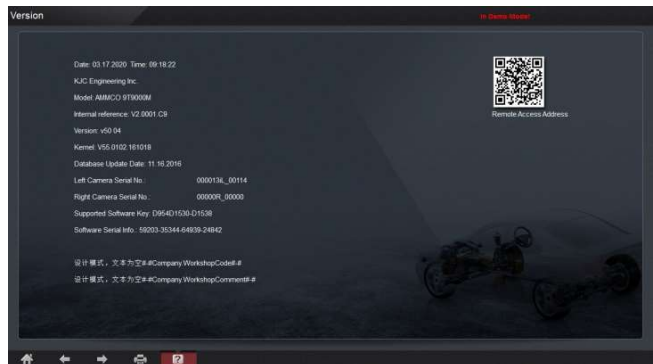 Version
In Demo Mode!
Date: 03.17.2020 Time: 09:18:22
KJC Engineering Inc.
Model: AMMCO 9T9000M
Internal reference: V2.0001.C9
Remote Access Address
Version: v50.04
Kernel: V55.0102.161018
Database Update Date: 11.16.2016
Left Camera Serial No.: 000013iL_00114
Right Camera Serial No.: 00000R_00000
Supported Software Key: D954D1530-D1538
Software Serial Info.: 59203-35344-64939-24842
设计模式，文本为空#-#Company.WorkshopCode#-#
设计模式，文本为空#-#Company.WorkshopComment#-#
?